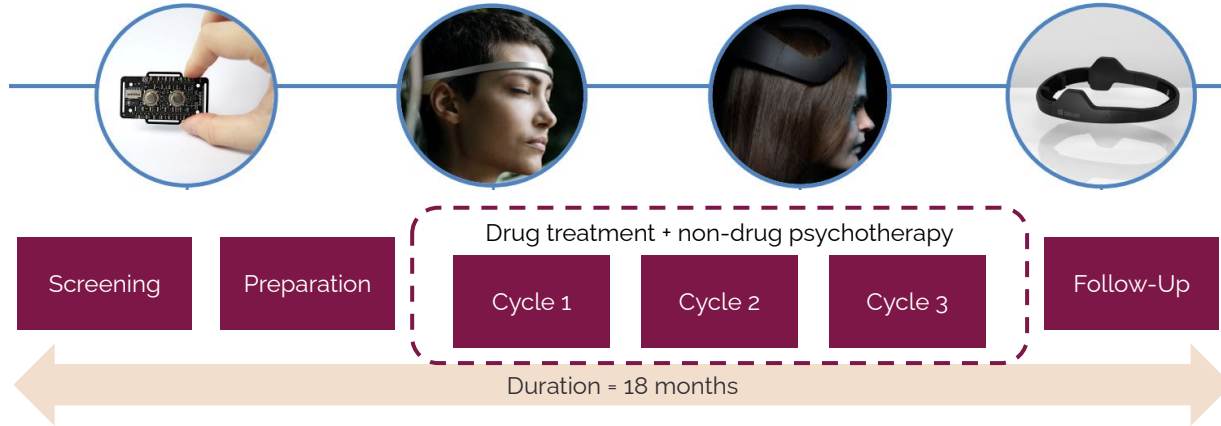 Drug treatment + non-drug psychotherapy
Screening
Preparation
Cycle 1
Cycle 2
Cycle 3
Follow-Up
Duration = 18 months